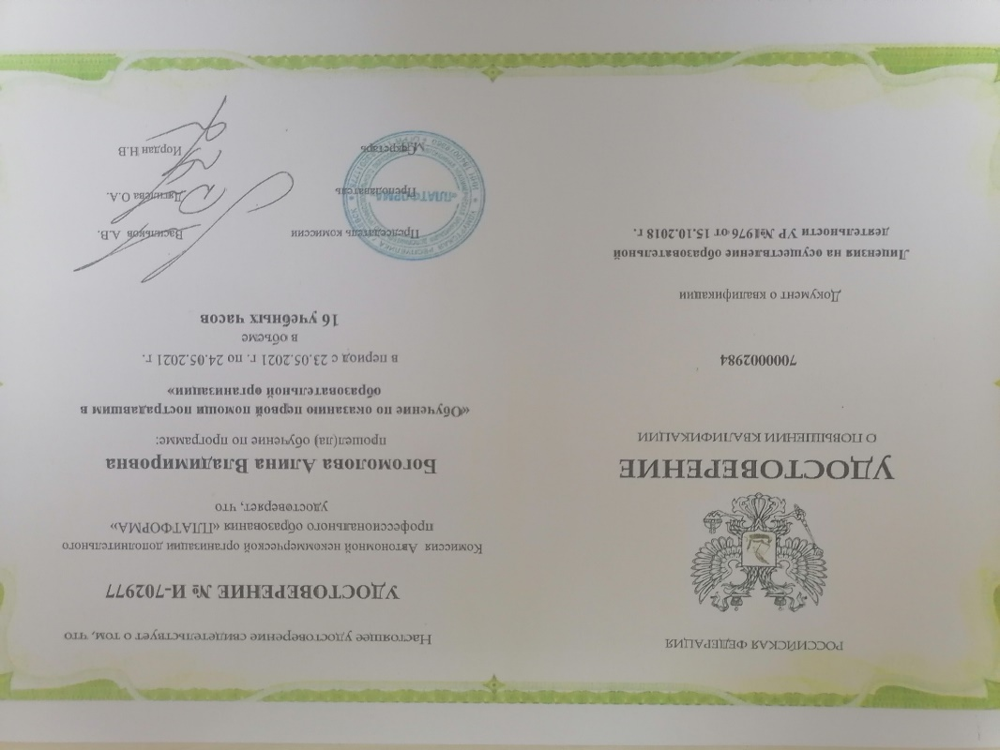 РОССИЙСКАЯ ФЕДЕРАЦИЯ
УДОСТОВЕРЕНИЕ
О ПОВЫШЕНИИ КВАЛИФИКАЦИИ
7000002984
Документ о квалификации
Лицензия на осуществление образовательной
деятельности УР №1976 от 15.10.2018 г.
Настоящее удостоверение свидетельствует о том, что
УДОСТОВЕРЕНИЕ № И-702977
Комиссия Автономной некоммерческой организации дополнительного
профессионального образования «ПЛАТФОРМА»
удостоверяет, что
Богомолова Алина Владимировна
прошел(ла) обучение по программе:
«Обучение по оказанию первой помощи пострадавшим в
образовательной организации»
в период с 23.05.2021 г. по 24.05.2021 г.
в объеме
16 учебных часов
Председатель комиссии Васильков А.В.
Преподаватель О.А.
Секретарь Иордан Н.В
М.П.
«ПЛАТФОРМА»